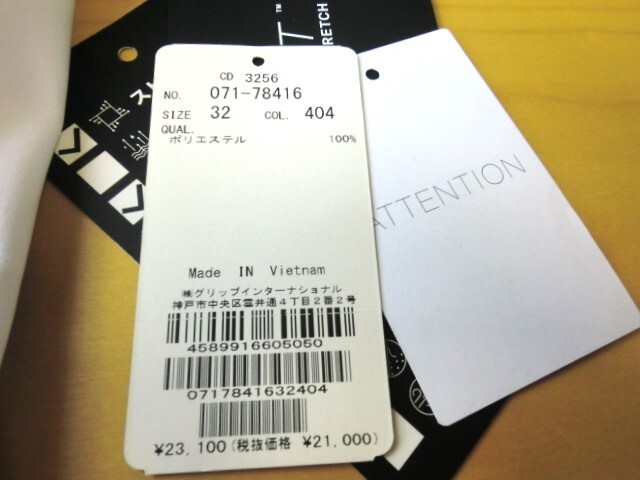 CD 3256
NO. 071-78416
SIZE 32 COL. 404
QUAL.
ポリエステル 100%
Made IN Vietnam
㈱グリップインターナショナル
神戸市中央区雲井通4丁目2番2号
4589916605050
0717841632404
¥23,100(税抜価格 ¥21,000)
ATTENTION
スト
T™
RETCH